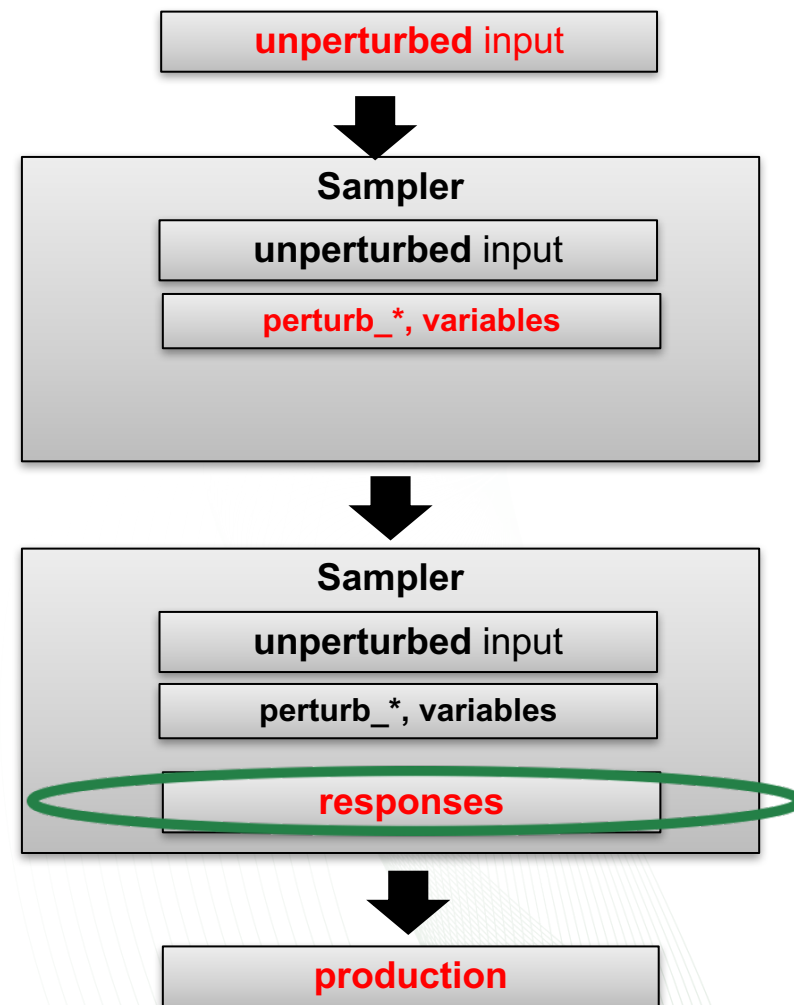 unperturbed input
Sampler
unperturbed input
perturb_*, variables
Sampler
unperturbed input
perturb_*, variables
responses
production